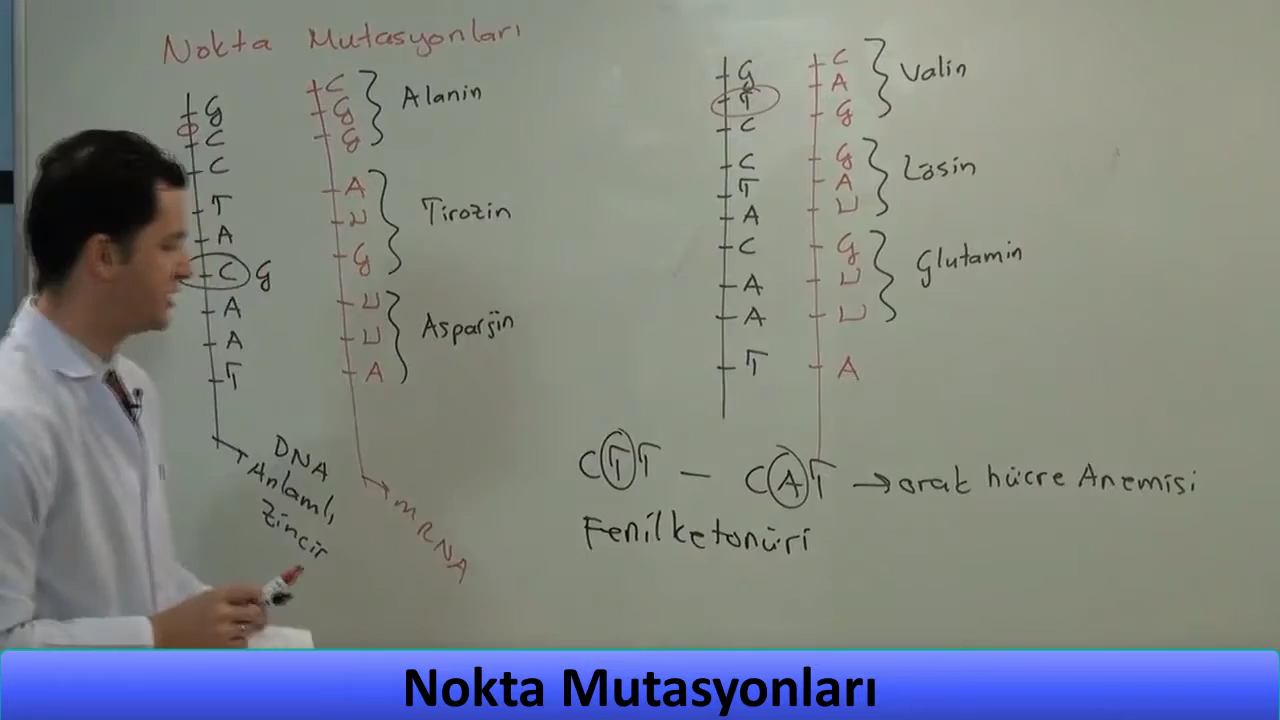 Nokta Mutasyonları
G C
C G
C G
Alanin
T A
A U
C G G
Tirozin
A U
A U
T A
Asparjin
DNA
Anlamlı
Zincir
mRNA
G C
T A
C G
Valin
C G
T A
A U
Lösin
C G
A U
A U
Glutamin
T A
CTT – CAT → orak hücre Anemisi
Fenilketonüri
Nokta Mutasyonları